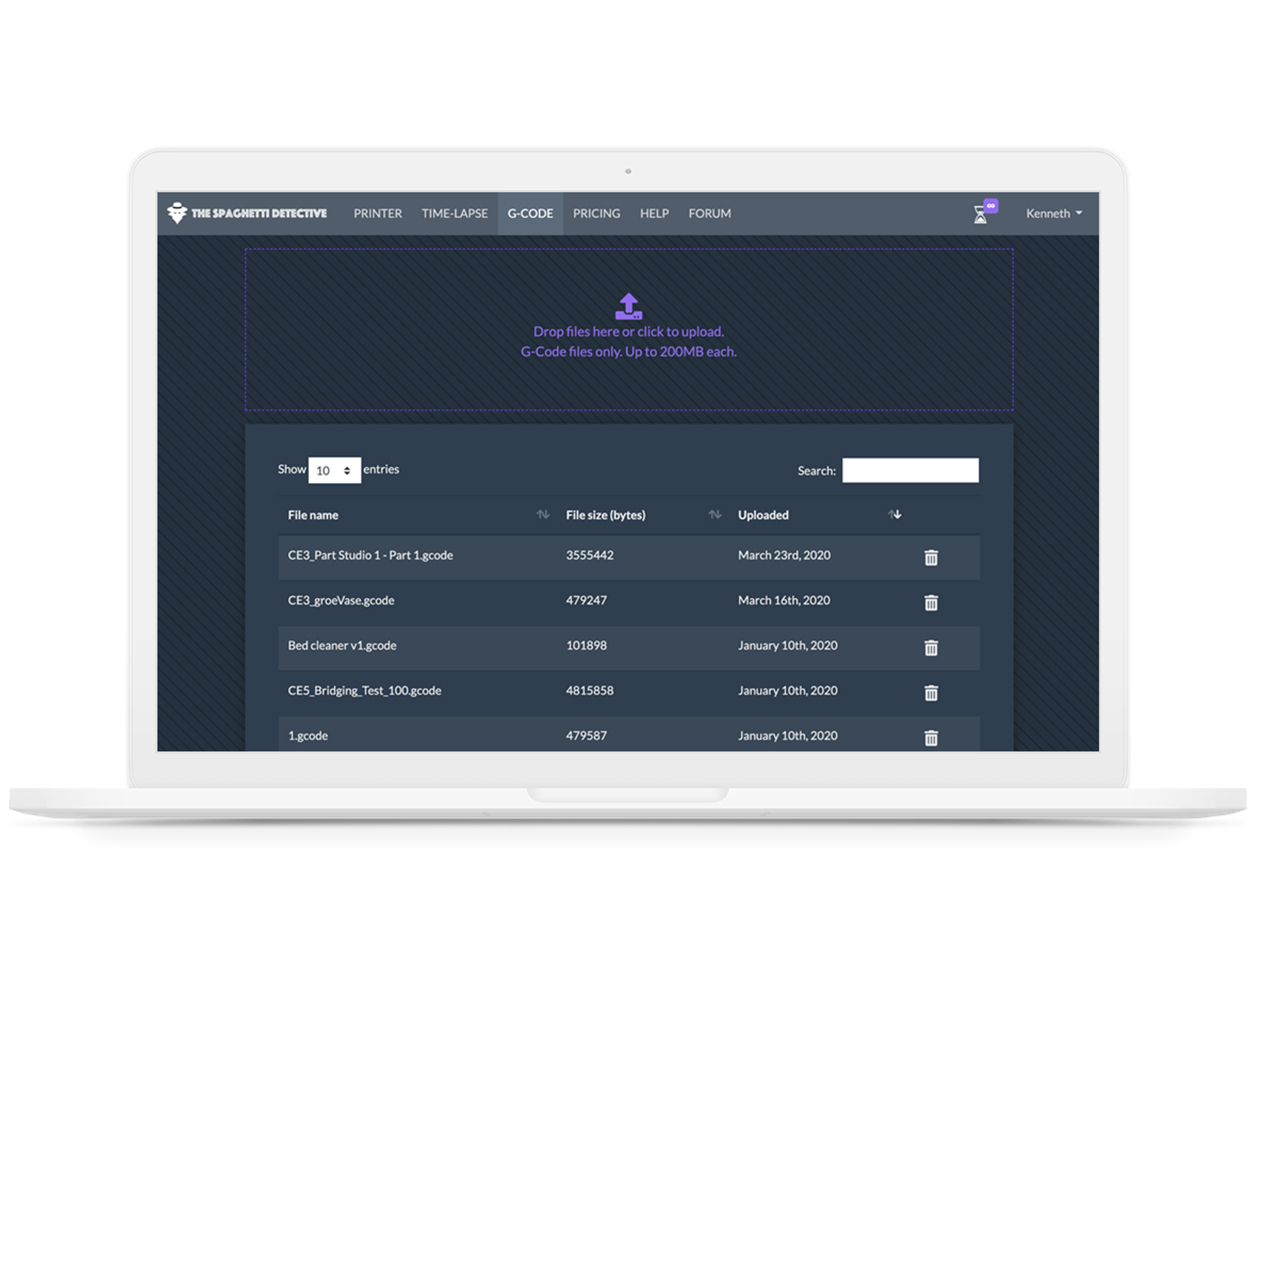 THE SPAGHETTI DETECTIVE PRINTER TIME-LAPSE G-CODE PRICING HELP FORUM ∞ Kenneth
Drop files here or click to upload.
G-Code files only. Up to 200MB each.
Show 10 entries Search:
File name File size (bytes) Uploaded
CE3_Part Studio 1 - Part 1.gcode 3555442 March 23rd, 2020
CE3_groeVase.gcode 479247 March 16th, 2020
Bed cleaner v1.gcode 101898 January 10th, 2020
CE5_Bridging_Test_100.gcode 4815858 January 10th, 2020
1.gcode 479587 January 10th, 2020